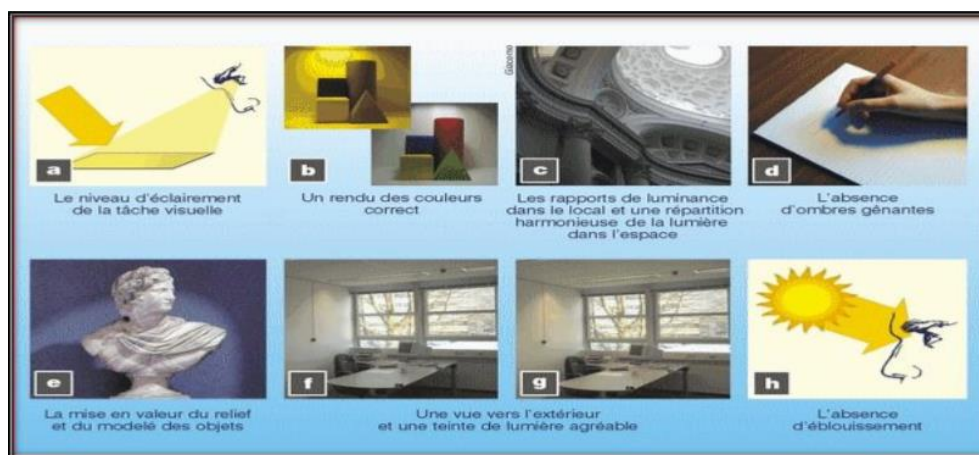 Giacomo
a
b
c
d
Le niveau d'éclairement
de la tâche visuelle
Un rendu des couleurs
correct
Les rapports de luminance
dans le local et une répartition
harmonieuse de la lumière
dans l'espace
L'absence
d'ombres gênantes
e
f
g
h
La mise en valeur du relief
et du modelé des objets
Une vue vers l'extérieur
et une teinte de lumière agréable
L'absence
d'éblouissement